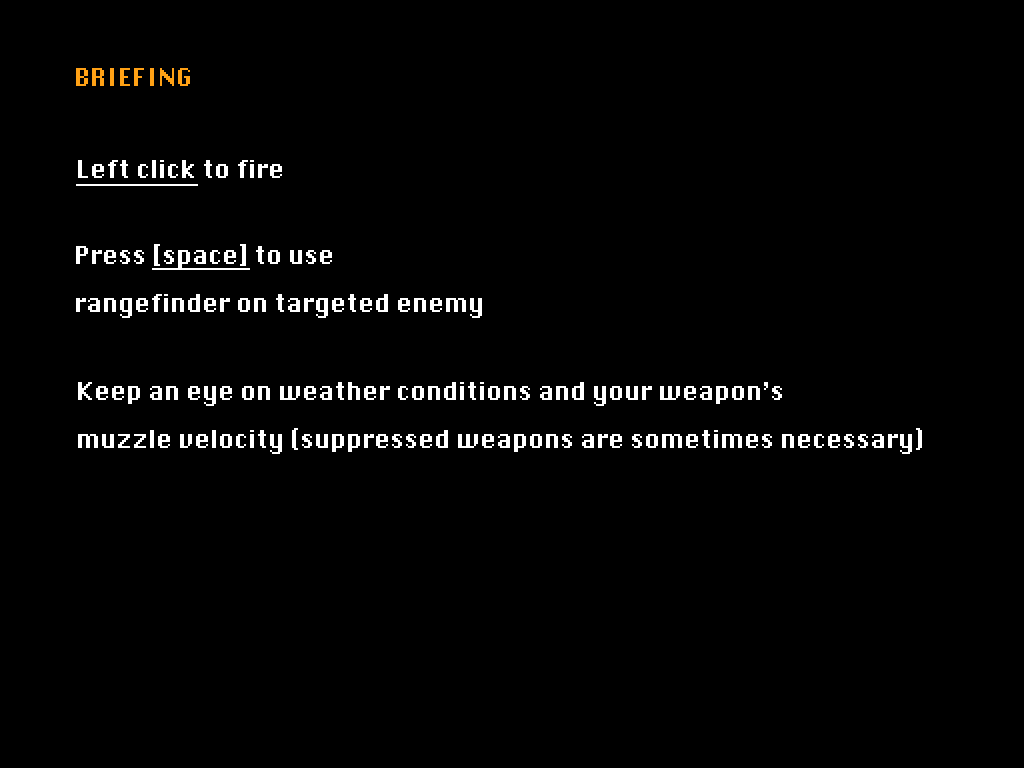 BRIEFING
Left click to fire
Press [space] to use
rangefinder on targeted enemy
Keep an eye on weather conditions and your weapon's
muzzle velocity (suppressed weapons are sometimes necessary)